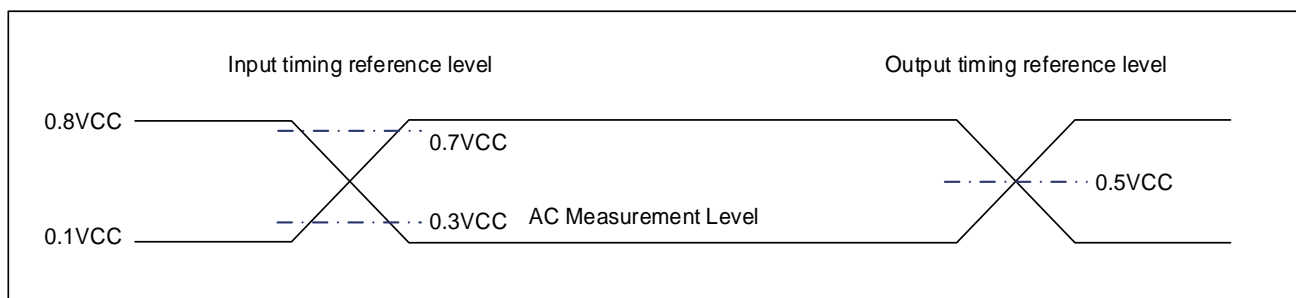 Input timing reference level
Output timing reference level
0.8VCC
0.7VCC
0.5VCC
0.3VCC
AC Measurement Level
0.1VCC